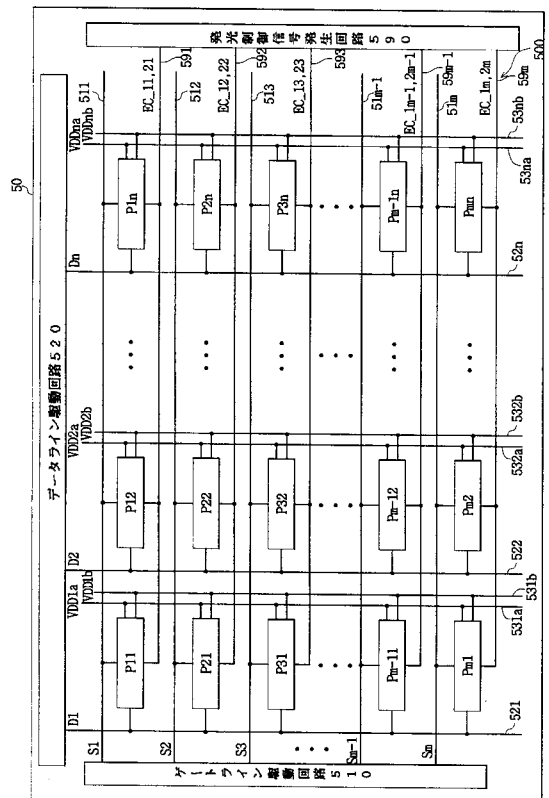 50
500
データライン駆動回路520
ゲートライン駆動回路510
発光制御信号発生回路590
D1
VDD1a
VDD1b
D2
VDD2a
VDD2b
Dn
VDDna
VDDnb
S1
P11
P12
P1n
511
EC_11,21
591
S2
P21
P22
P2n
512
EC_12,22
592
S3
P31
P32
P3n
513
EC_13,23
593
Sm-1
Pm-11
Pm-12
Pm-1n
51m-1
EC_1m-1,2m-1
59m-1
Sm
Pm1
Pm2
Pmn
51m
EC_1m,2m
59m
521
531a
531b
522
532a
532b
52n
53na
53nb